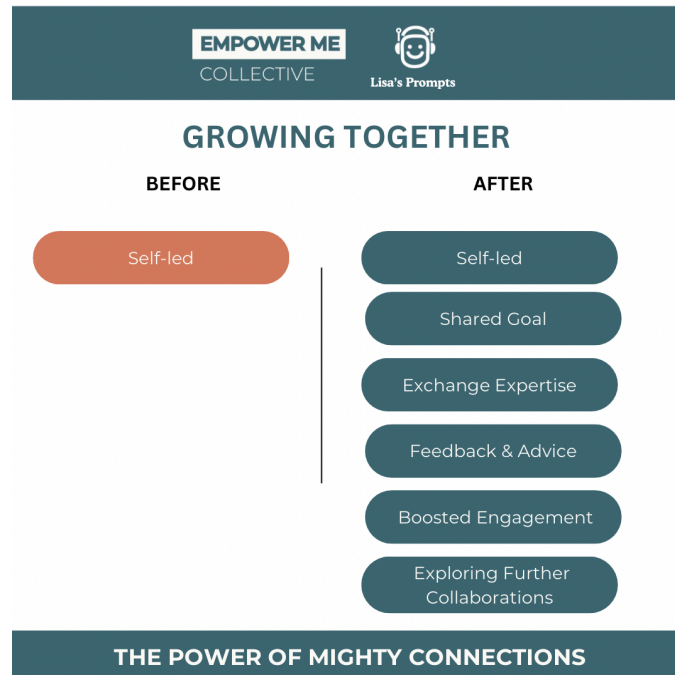 EMPOWER ME
COLLECTIVE
Lisa's Prompts
GROWING TOGETHER
BEFORE
AFTER
Self-led
Self-led
Shared Goal
Exchange Expertise
Feedback & Advice
Boosted Engagement
Exploring Further
Collaborations
THE POWER OF MIGHTY CONNECTIONS